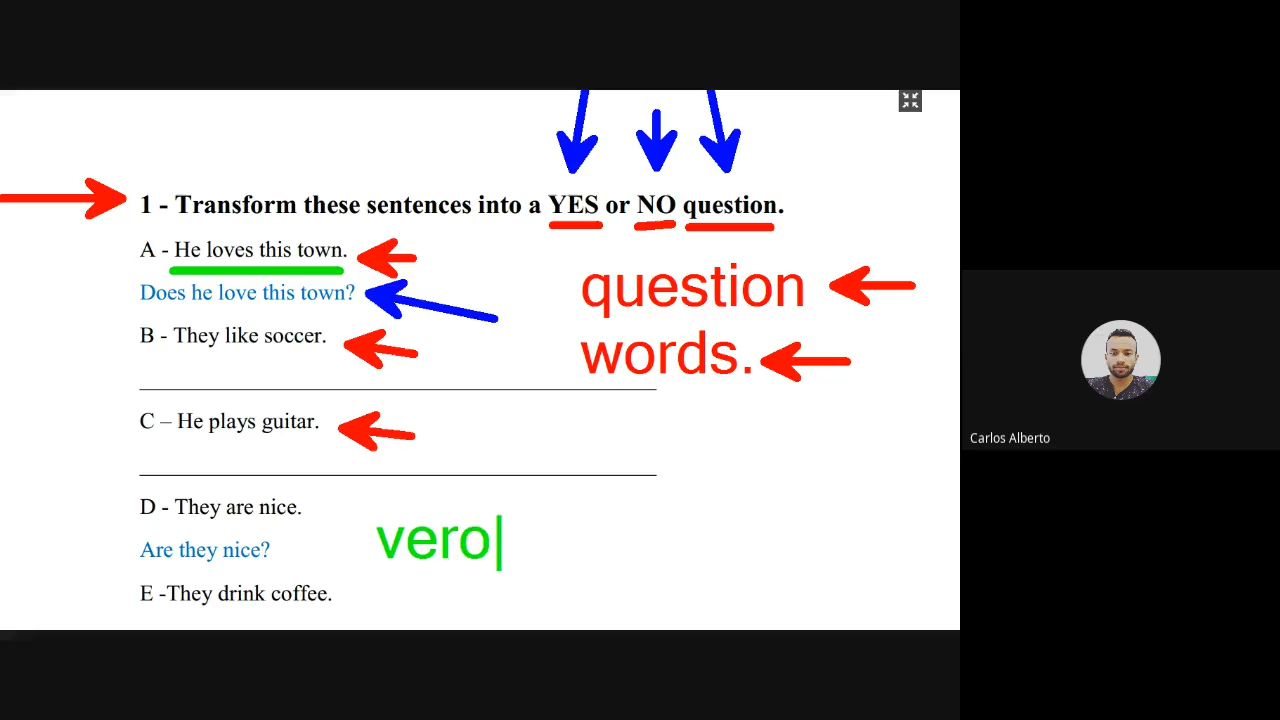 1 - Transform these sentences into a YES or NO question.
A - He loves this town.
Does he love this town?
B - They like soccer.
question
words.
C – He plays guitar.
D - They are nice.
Are they nice?
vero
E -They drink coffee.
Carlos Alberto